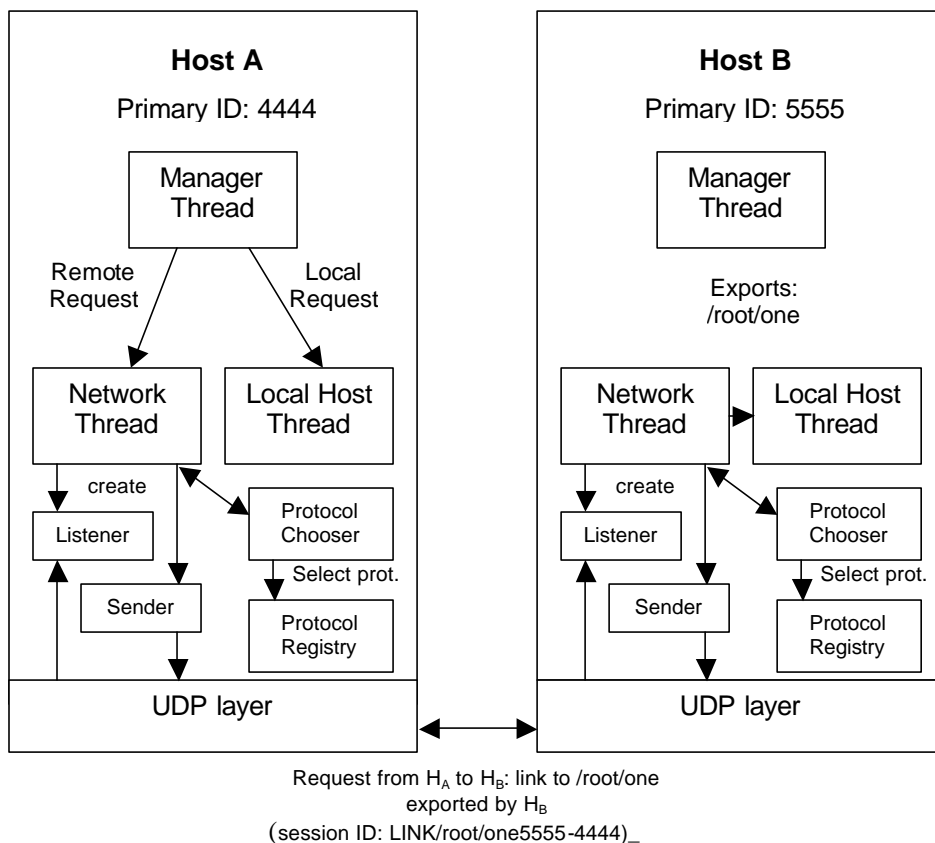 Host A
Primary ID: 4444
Manager
Thread
Remote
Request
Local
Request
Network
Thread
Local Host
Thread
create
Listener
Protocol
Chooser
Select prot.
Sender
Protocol
Registry
UDP layer
Host B
Primary ID: 5555
Manager
Thread
Exports:
/root/one
Network
Thread
Local Host
Thread
create
Listener
Protocol
Chooser
Select prot.
Sender
Protocol
Registry
UDP layer
Request from HA to HB: link to /root/one
exported by HB
(session ID: LINK/root/one5555-4444)_